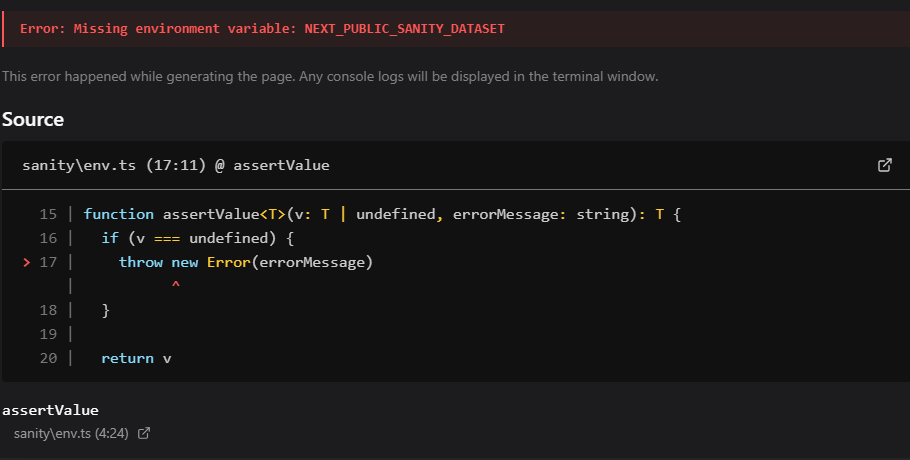 Error: Missing environment variable: NEXT_PUBLIC_SANITY_DATASET
This error happened while generating the page. Any console logs will be displayed in the terminal window.
Source
sanity\env.ts (17:11) @ assertValue
15 | function assertValue<T>(v: T | undefined, errorMessage: string): T {
16 |   if (v === undefined) {
> 17 |     throw new Error(errorMessage)
|           ^
18 |   }
19 |
20 |   return v
assertValue
sanity\env.ts (4:24)